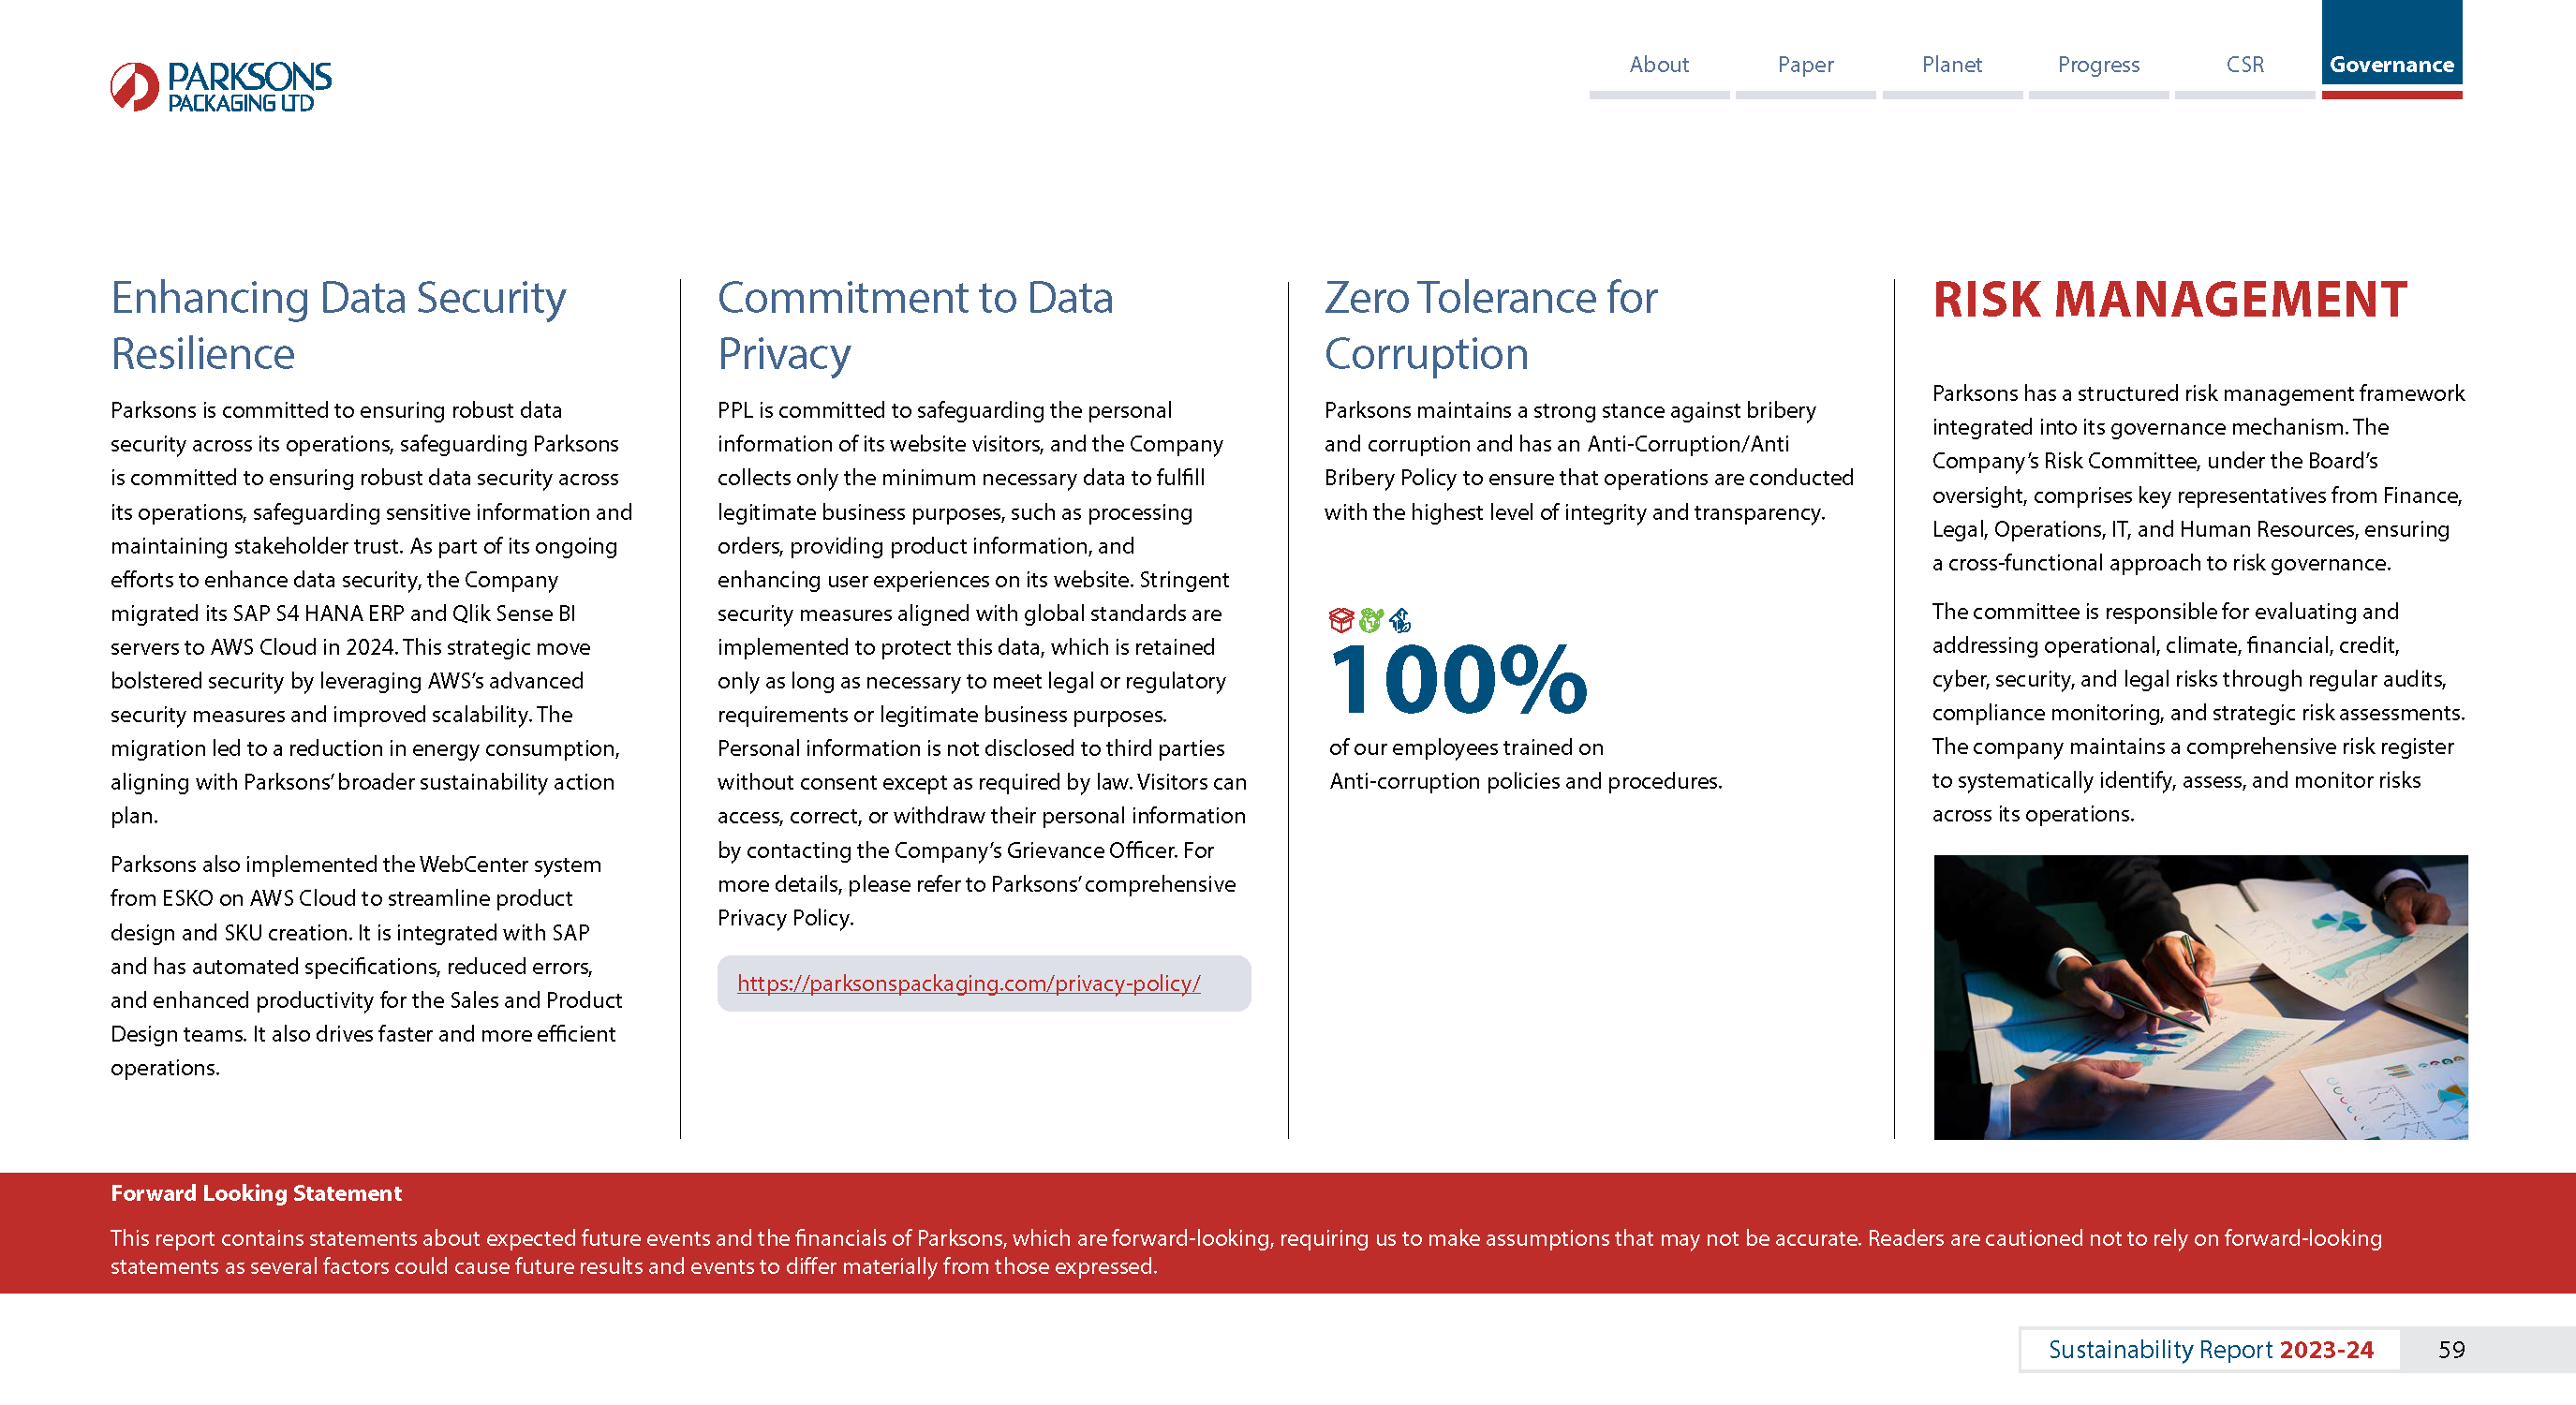 PARKSONS
PACKAGING LTD
About
Paper
Planet
Progress
CSR
Governance
Enhancing Data Security
Resilience
Parksons is committed to ensuring robust data
security across its operations, safeguarding Parksons
is committed to ensuring robust data security across
its operations, safeguarding sensitive information and
maintaining stakeholder trust. As part of its ongoing
efforts to enhance data security, the Company
migrated its SAP S4 HANA ERP and Qlik Sense BI
servers to AWS Cloud in 2024. This strategic move
bolstered security by leveraging AWS’s advanced
security measures and improved scalability. The
migration led to a reduction in energy consumption,
aligning with Parksons’ broader sustainability action
plan.
Parksons also implemented the WebCenter system
from ESKO on AWS Cloud to streamline product
design and SKU creation. It is integrated with SAP
and has automated specifications, reduced errors,
and enhanced productivity for the Sales and Product
Design teams. It also drives faster and more efficient
operations.
Commitment to Data
Privacy
PPL is committed to safeguarding the personal
information of its website visitors, and the Company
collects only the minimum necessary data to fulfill
legitimate business purposes, such as processing
orders, providing product information, and
enhancing user experiences on its website. Stringent
security measures aligned with global standards are
implemented to protect this data, which is retained
only as long as necessary to meet legal or regulatory
requirements or legitimate business purposes.
Personal information is not disclosed to third parties
without consent except as required by law. Visitors can
access, correct, or withdraw their personal information
by contacting the Company’s Grievance Officer. For
more details, please refer to Parksons’ comprehensive
Privacy Policy.
https://parksonspackaging.com/privacy-policy/
Zero Tolerance for
Corruption
Parksons maintains a strong stance against bribery
and corruption and has an Anti-Corruption/Anti
Bribery Policy to ensure that operations are conducted
with the highest level of integrity and transparency.
100%
of our employees trained on
Anti-corruption policies and procedures.
RISK MANAGEMENT
Parksons has a structured risk management framework
integrated into its governance mechanism. The
Company’s Risk Committee, under the Board’s
oversight, comprises key representatives from Finance,
Legal, Operations, IT, and Human Resources, ensuring
a cross-functional approach to risk governance.
The committee is responsible for evaluating and
addressing operational, climate, financial, credit,
cyber, security, and legal risks through regular audits,
compliance monitoring, and strategic risk assessments.
The company maintains a comprehensive risk register
to systematically identify, assess, and monitor risks
across its operations.
Forward Looking Statement
This report contains statements about expected future events and the financials of Parksons, which are forward-looking, requiring us to make assumptions that may not be accurate. Readers are cautioned not to rely on forward-looking
statements as several factors could cause future results and events to differ materially from those expressed.
Sustainability Report 2023-24
59